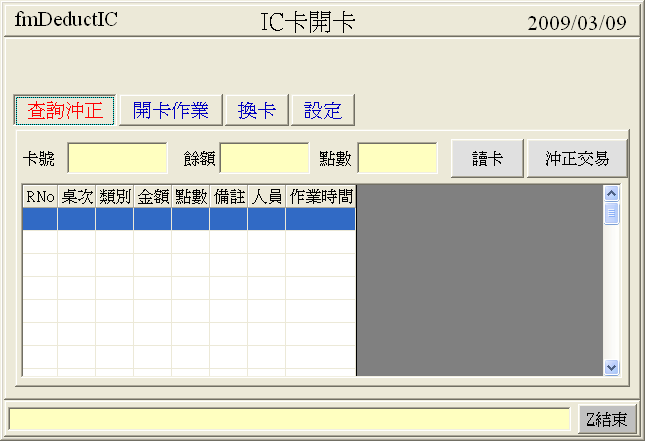 fmDeductIC IC卡開卡 2009/03/09
查詢沖正 開卡作業 換卡 設定
卡號 餘額 點數 讀卡 沖正交易
RNo 桌次 類別 金額 點數 備註 人員 作業時間
Z結束